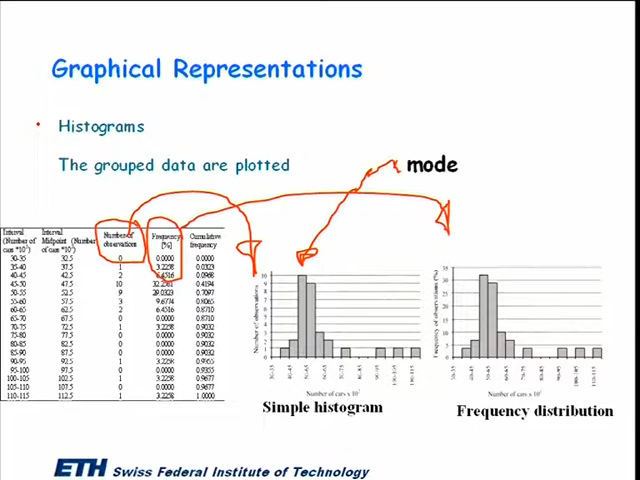 Graphical Representations
• Histograms
The grouped data are plotted
mode
Interval Interval Number of Frequency Cumulative
(Number of Midpoint (Number observations [%] frequency
cars *10²) of cars *10²)
30-35 32.5 0 0.0000 0.0000
35-40 37.5 1 3.2258 0.0323
40-45 42.5 2 6.4516 0.0968
45-50 47.5 10 32.2581 0.4194
50-55 52.5 9 29.0323 0.7097
55-60 57.5 3 9.6774 0.8065
60-65 62.5 2 6.4516 0.8710
65-70 67.5 0 0.0000 0.8710
70-75 72.5 1 3.2258 0.9032
75-80 77.5 0 0.0000 0.9032
80-85 82.5 0 0.0000 0.9032
85-90 87.5 0 0.0000 0.9032
90-95 92.5 1 3.2258 0.9355
95-100 97.5 0 0.0000 0.9355
100-105 102.5 1 3.2258 0.9677
105-110 107.5 0 0.0000 0.9677
110-115 112.5 1 3.2258 1.0000
Number of observations
Number of cars x 10²
Simple histogram
Frequency of observations (%)
Number of cars x 10²
Frequency distribution
ETH Swiss Federal Institute of Technology